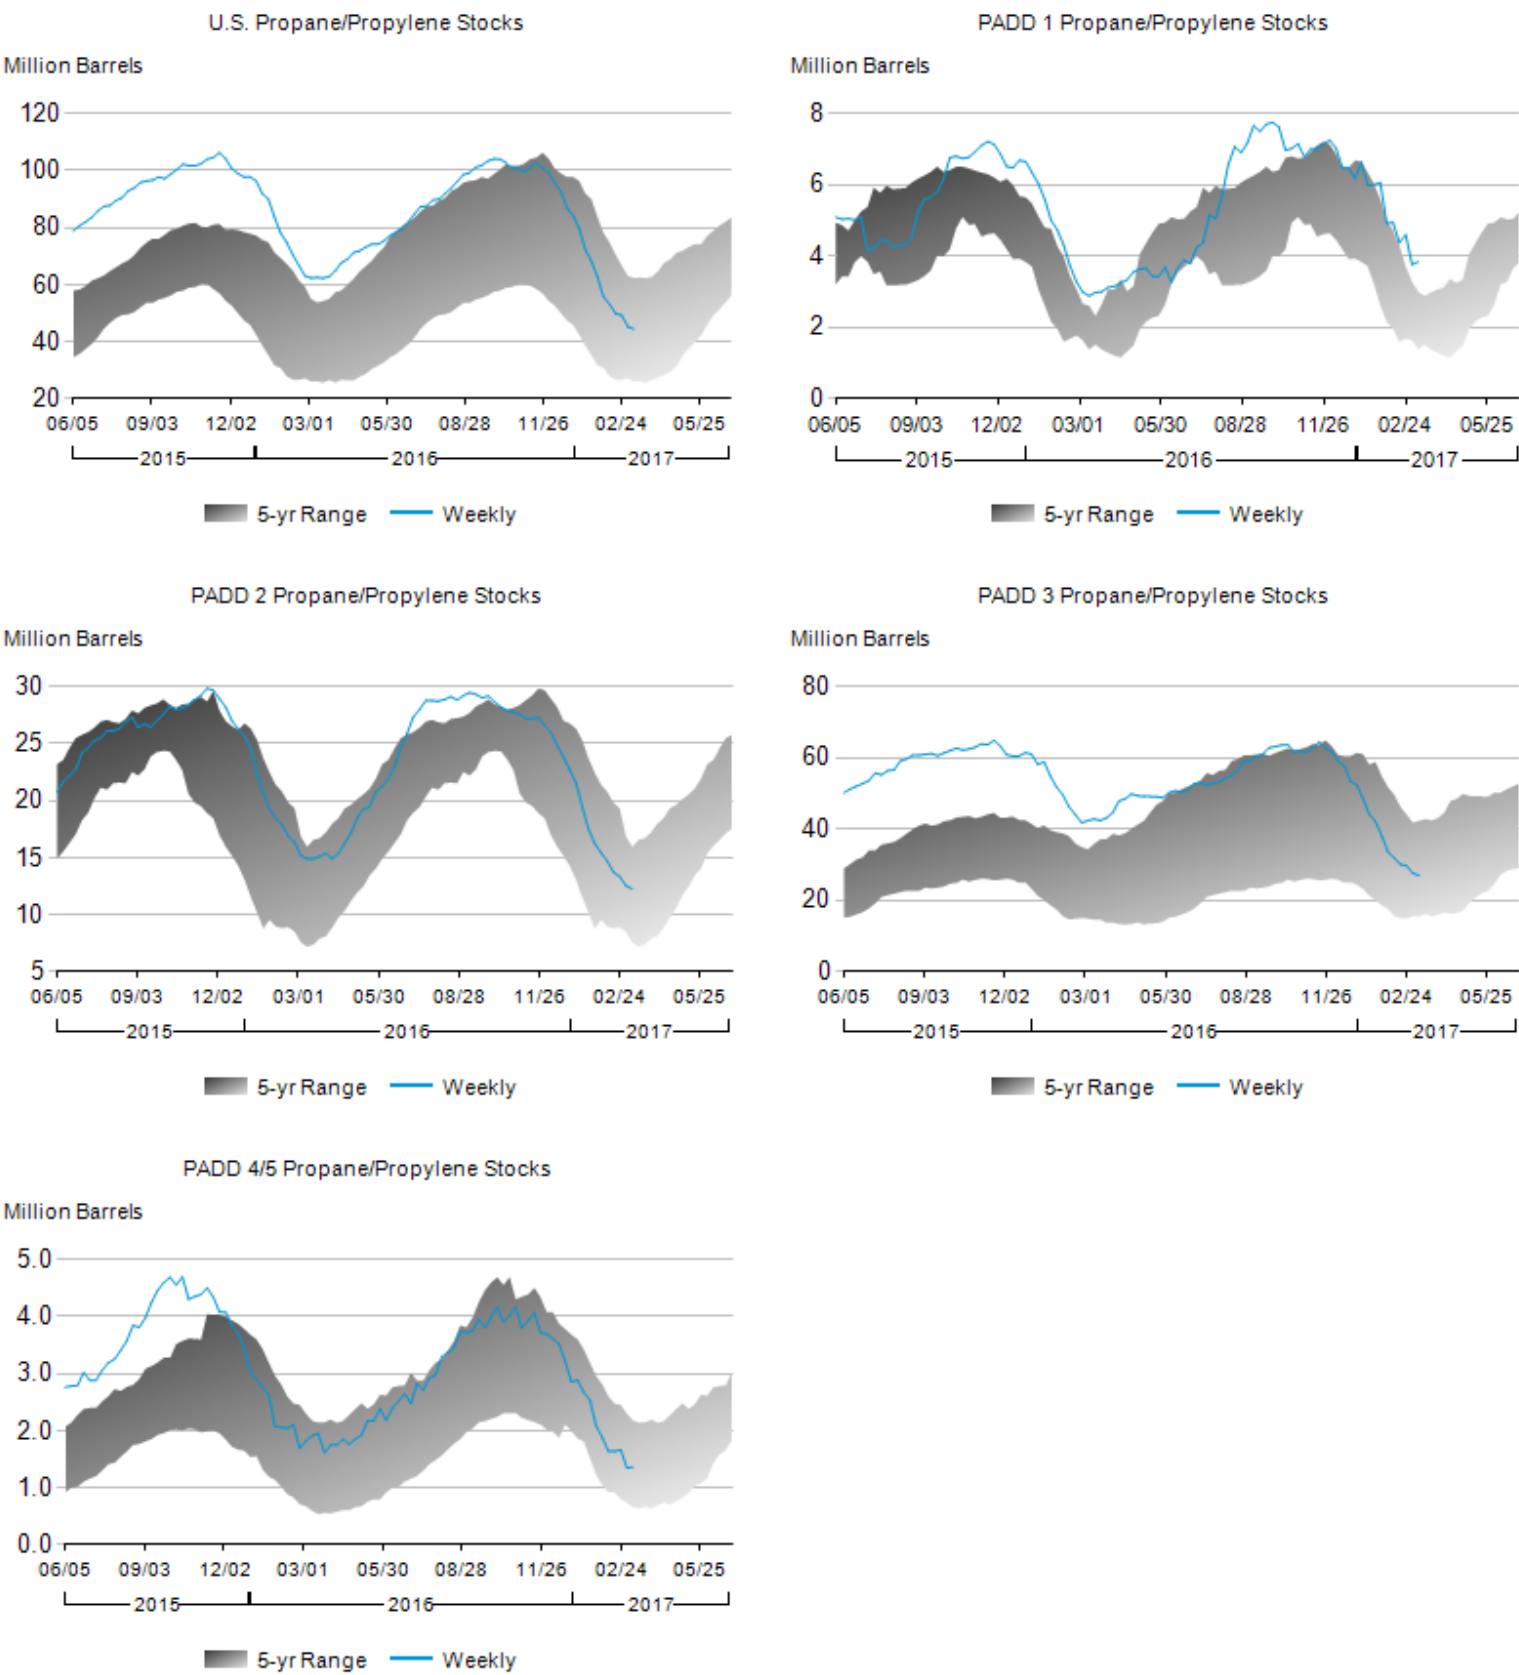 U.S. Propane/Propylene Stocks
Million Barrels
120
100
80
60
40
20
06/05 09/03 12/02 03/01 05/30 08/28 11/26 02/24 05/25
2015 2016 2017
5-yr Range Weekly
PADD 1 Propane/Propylene Stocks
Million Barrels
8
6
4
2
0
06/05 09/03 12/02 03/01 05/30 08/28 11/26 02/24 05/25
2015 2016 2017
5-yr Range Weekly
PADD 2 Propane/Propylene Stocks
Million Barrels
30
25
20
15
10
5
06/05 09/03 12/02 03/01 05/30 08/28 11/26 02/24 05/25
2015 2016 2017
5-yr Range Weekly
PADD 3 Propane/Propylene Stocks
Million Barrels
80
60
40
20
0
06/05 09/03 12/02 03/01 05/30 08/28 11/26 02/24 05/25
2015 2016 2017
5-yr Range Weekly
PADD 4/5 Propane/Propylene Stocks
Million Barrels
5.0
4.0
3.0
2.0
1.0
0.0
06/05 09/03 12/02 03/01 05/30 08/28 11/26 02/24 05/25
2015 2016 2017
5-yr Range Weekly